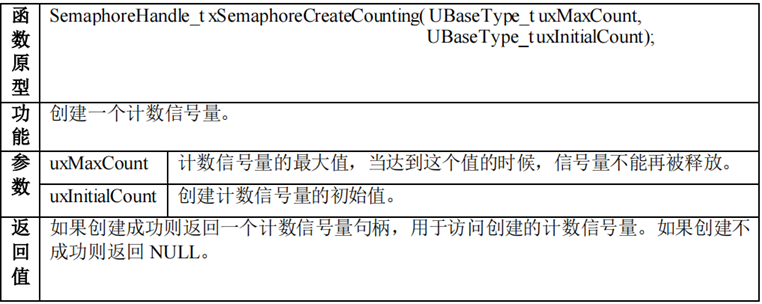 函数原型
SemaphoreHandle_t xSemaphoreCreateCounting( UBaseType_t uxMaxCount,
UBaseType_t uxInitialCount);
功能
创建一个计数信号量。
参数
uxMaxCount 计数信号量的最大值，当达到这个值的时候，信号量不能再被释放。
uxInitialCount 创建计数信号量的初始值。
返回值
如果创建成功则返回一个计数信号量句柄，用于访问创建的计数信号量。如果创建不
成功则返回 NULL。